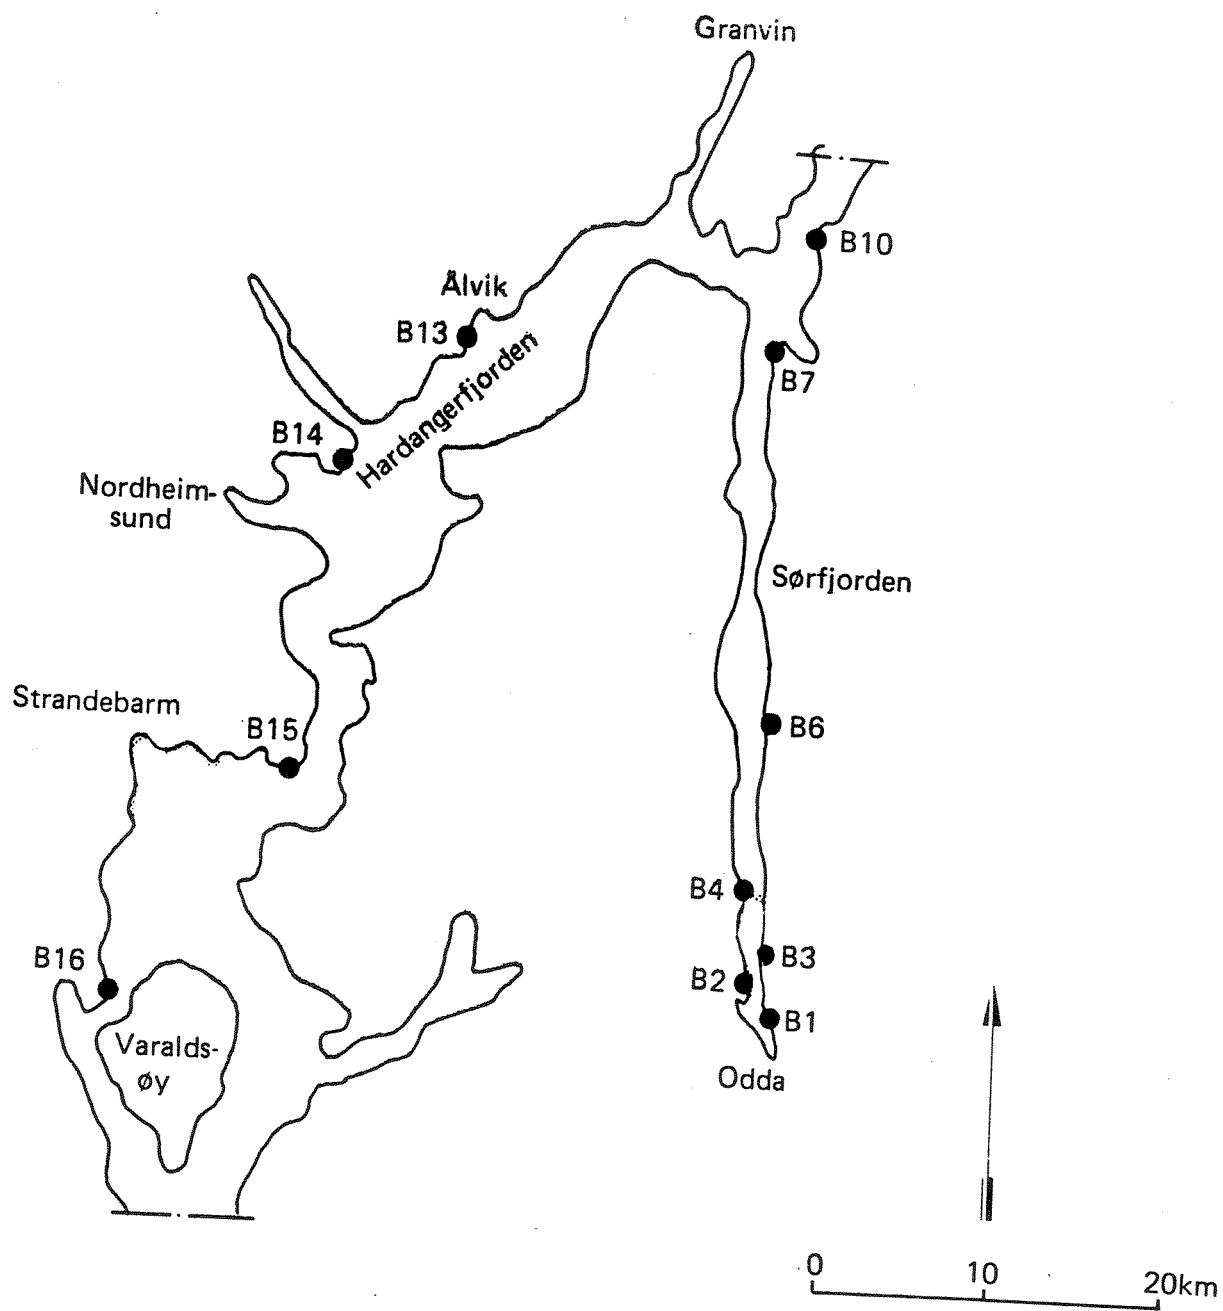 Granvin
B10
Ålvik
B13
B7
Hardangerfjorden
B14
Nordheim-
sund
Sørfjorden
Strandebarm
B15
B6
B4
B16
B3
B2
B1
Varalds-
øy
Odda
0
10
20km